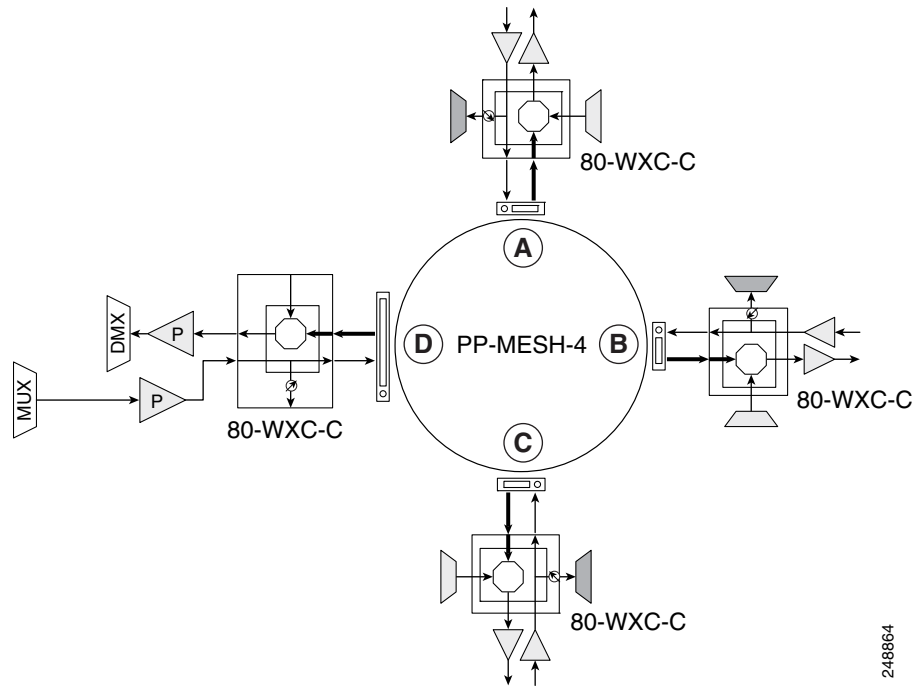 80-WXC-C
A
DMX
P
D
PP-MESH-4
B
MUX
P
80-WXC-C
80-WXC-C
C
80-WXC-C
248864